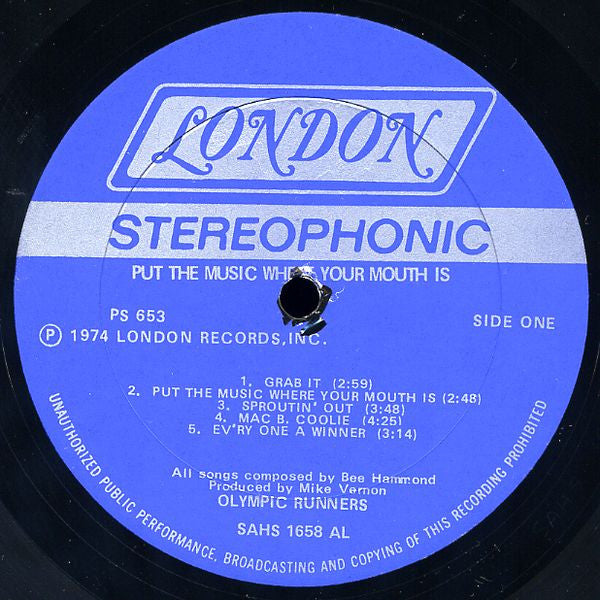 LONDON
STEREOPHONIC
PUT THE MUSIC WHERE YOUR MOUTH IS
PS 653
SIDE ONE
Ⓟ 1974 LONDON RECORDS,INC.
1. GRAB IT (2:59)
2. PUT THE MUSIC WHERE YOUR MOUTH IS (2:48)
3. SPROUTIN' OUT (3:48)
4. MAC B. COOLIE (4:25)
5. EV'RY ONE A WINNER (3:14)
All songs composed by Bee Hammond
Produced by Mike Vernon
OLYMPIC RUNNERS
SAHS 1658 AL
UNAUTHORIZED PUBLIC PERFORMANCE, BROADCASTING AND COPYING OF THIS RECORDING PROHIBITED